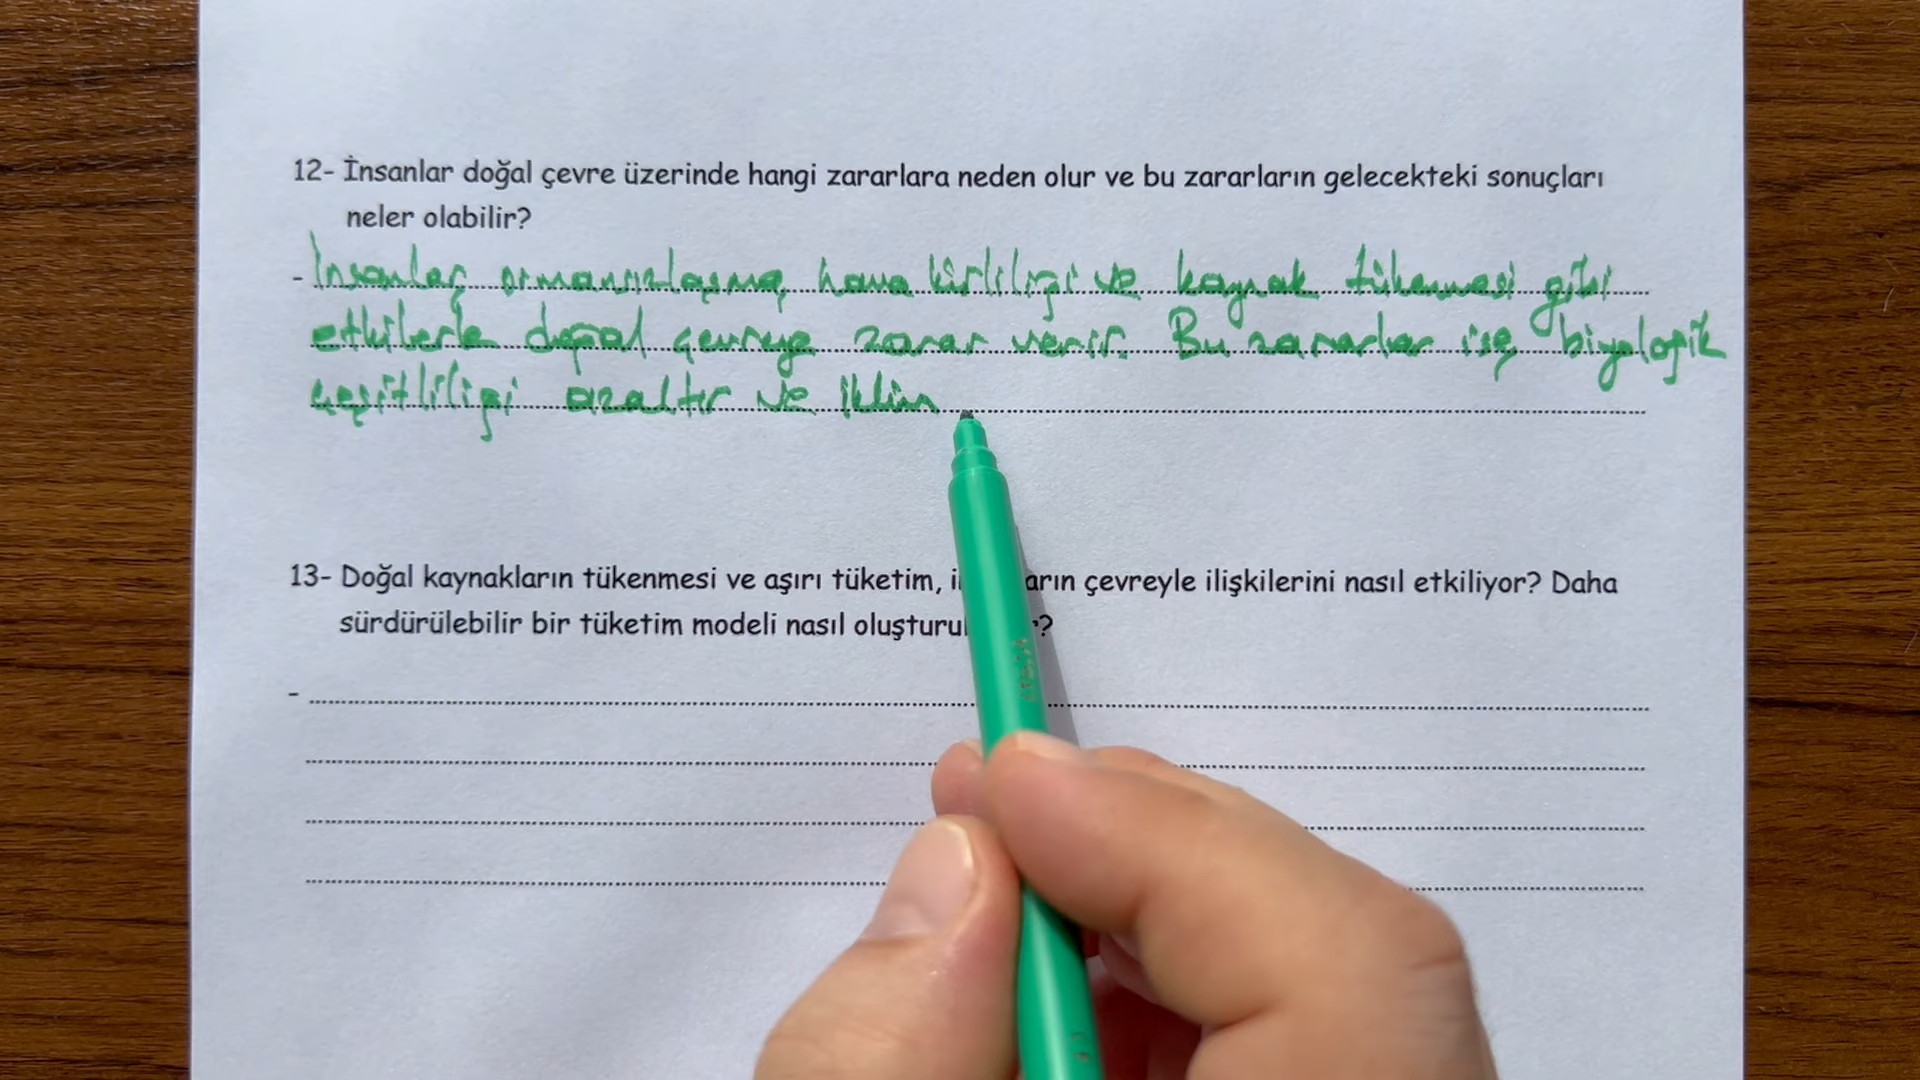 12- İnsanlar doğal çevre üzerinde hangi zararlara neden olur ve bu zararların gelecekteki sonuçları
neler olabilir?
- İnsanlar, ormansızlaşma, hava kirliliği ve kaynak tükenmesi gibi
etkilerle doğal çevreye zarar verir. Bu zararlar ise, biyolojik
çeşitliliği azaltır ve iklim
13- Doğal kaynakların tükenmesi ve aşırı tüketim, i arın çevreyle ilişkilerini nasıl etkiliyor? Daha
sürdürülebilir bir tüketim modeli nasıl oluşturul ?
-